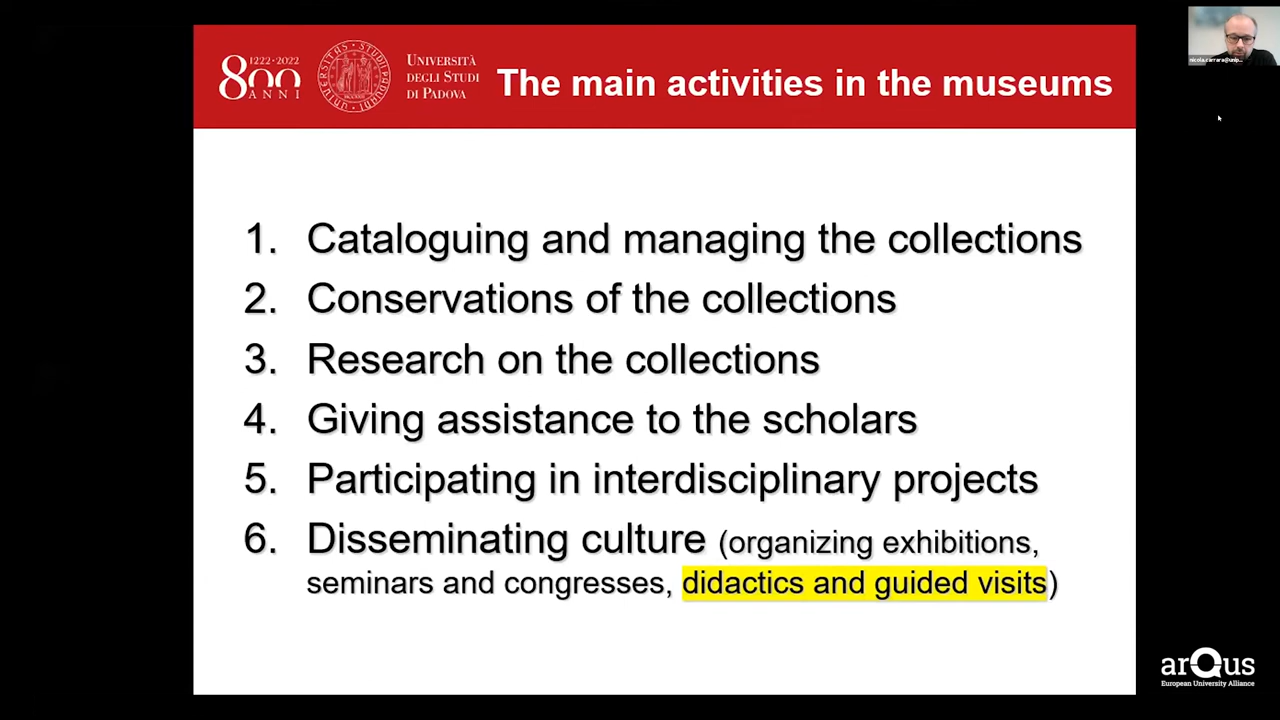 1222·2022
800
ANNI
UNIVERSITÀ
DEGLI STUDI
DI PADOVA
The main activities in the museums
1. Cataloguing and managing the collections
2. Conservations of the collections
3. Research on the collections
4. Giving assistance to the scholars
5. Participating in interdisciplinary projects
6. Disseminating culture (organizing exhibitions,
seminars and congresses, didactics and guided visits)
nicola.carrara@unip...
arQus
European University Alliance